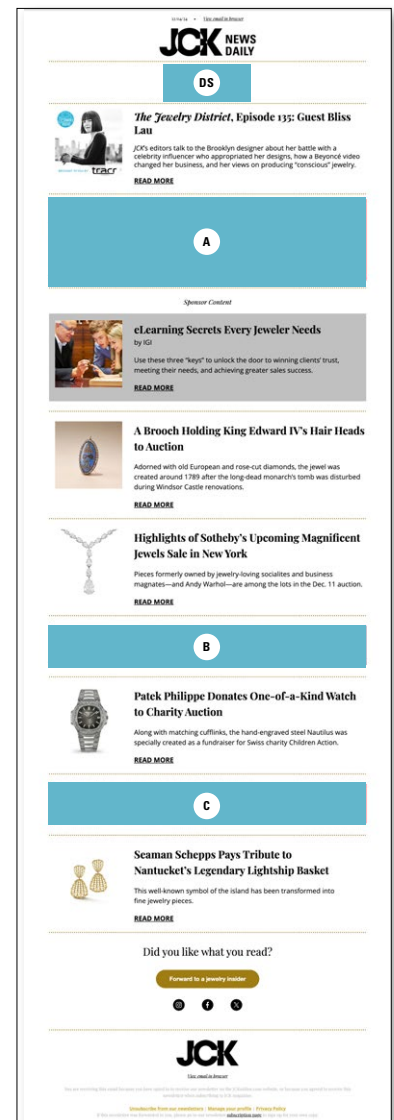 11/14/24 • View email in browser
JCK NEWS
DAILY
DS
The Jewelry District, Episode 135: Guest Bliss
Lau
JCK's editors talk to the Brooklyn designer about her battle with a
celebrity influencer who appropriated her designs, how a Beyoncé video
changed her business, and her views on producing "conscious" jewelry.
tracr
READ MORE
A
Sponsor Content
eLearning Secrets Every Jeweler Needs
by IGI
Use these three "keys" to unlock the door to winning clients' trust,
meeting their needs, and achieving greater sales success.
READ MORE
A Brooch Holding King Edward IV's Hair Heads
to Auction
Adorned with old European and rose-cut diamonds, the jewel was
created around 1789 after the long-dead monarch's tomb was disturbed
during Windsor Castle renovations.
READ MORE
Highlights of Sotheby's Upcoming Magnificent
Jewels Sale in New York
Pieces formerly owned by jewelry-loving socialites and business
magnates—and Andy Warhol—are among the lots in the Dec. 11 auction.
READ MORE
B
Patek Philippe Donates One-of-a-Kind Watch
to Charity Auction
Along with matching cufflinks, the hand-engraved steel Nautilus was
specially created as a fundraiser for Swiss charity Children Action.
READ MORE
C
Seaman Schepps Pays Tribute to
Nantucket's Legendary Lightship Basket
This well-known symbol of the island has been transformed into
fine jewelry pieces.
READ MORE
Did you like what you read?
Forward to a jewelry insider
JCK
View email in browser
Unsubscribe from our newsletters | Manage your profile | Privacy Policy